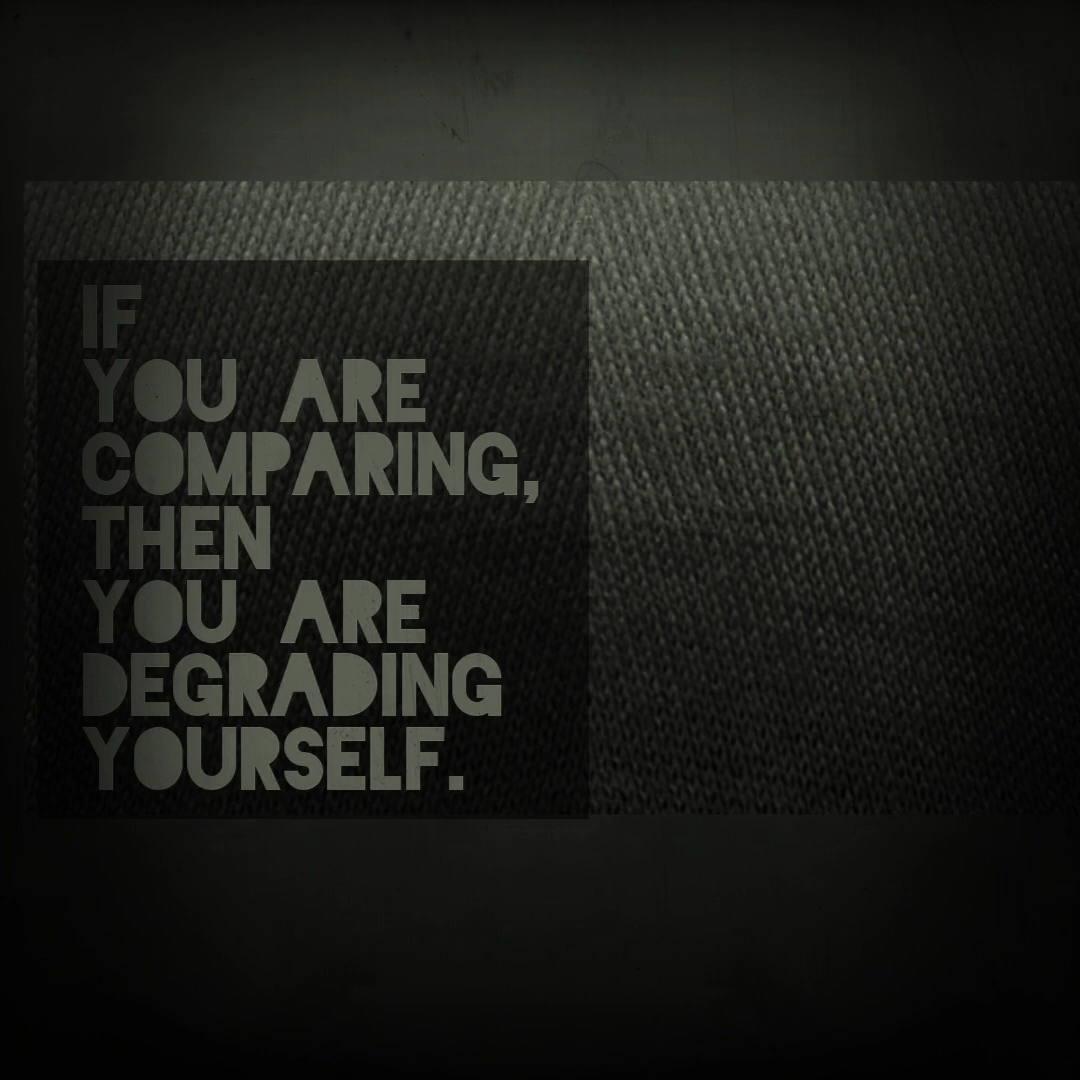 IF
YOU ARE
COMPARING,
THEN
YOU ARE
DEGRADING
YOURSELF.